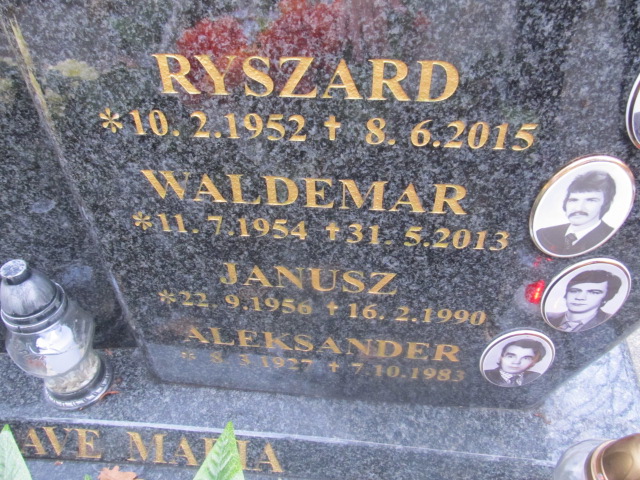 RYSZARD
* 10. 2.1952 † 8. 6.2015
WALDEMAR
* 11. 7.1954 † 31. 5.2013
JANUSZ
* 22. 9.1956 † 16. 2.1990
ALEKSANDER
* 8. 3.1927 † 7.10.1983
AVE MARIA